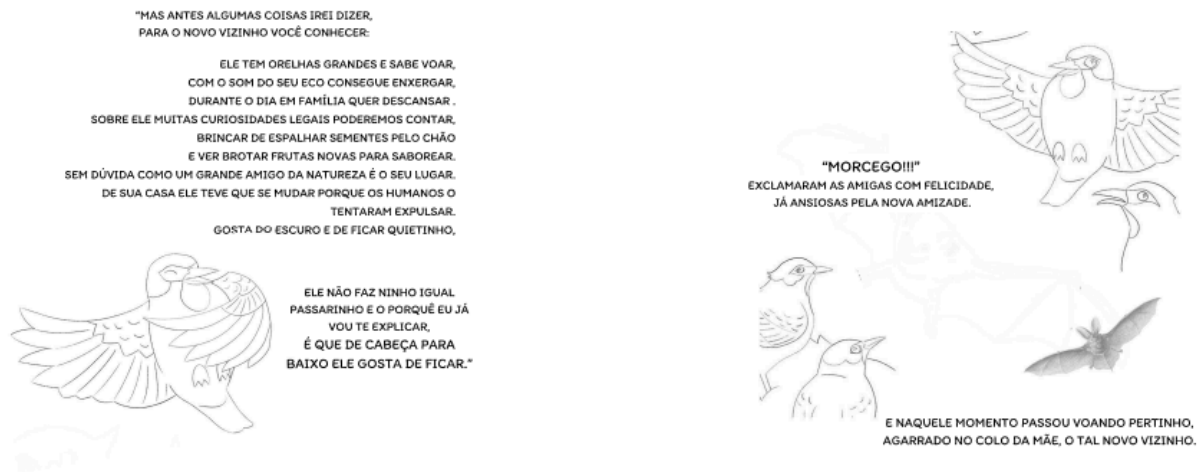 "MAS ANTES ALGUMAS COISAS IREI DIZER,
PARA O NOVO VIZINHO VOCÊ CONHECER:
ELE TEM ORELHAS GRANDES E SABE VOAR,
COM O SOM DO SEU ECO CONSEGUE ENXERGAR,
DURANTE O DIA EM FAMÍLIA QUER DESCANSAR .
SOBRE ELE MUITAS CURIOSIDADES LEGAIS PODEREMOS CONTAR,
BRINCAR DE ESPALHAR SEMENTES PELO CHÃO
E VER BROTAR FRUTAS NOVAS PARA SABOREAR.
SEM DÚVIDA COMO UM GRANDE AMIGO DA NATUREZA É O SEU LUGAR.
DE SUA CASA ELE TEVE QUE SE MUDAR PORQUE OS HUMANOS O
TENTARAM EXPULSAR.
GOSTA DO ESCURO E DE FICAR QUIETINHO,
ELE NÃO FAZ NINHO IGUAL
PASSARINHO E O PORQUÊ EU JÁ
VOU TE EXPLICAR,
É QUE DE CABEÇA PARA
BAIXO ELE GOSTA DE FICAR."
"MORCEGO!!!"
EXCLAMARAM AS AMIGAS COM FELICIDADE,
JÁ ANSIOSAS PELA NOVA AMIZADE.
E NAQUELE MOMENTO PASSOU VOANDO PERTINHO,
AGARRADO NO COLO DA MÃE, O TAL NOVO VIZINHO.